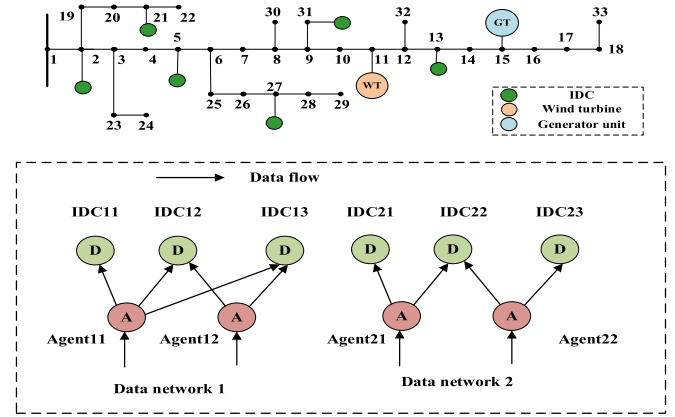 19 20 21 22 30 31 32 13 GT 33
5
1 2 3 4 6 7 8 9 10 11 12 14 15 16 17 18
WT
27
25 26 28 29
23 24
IDC
Wind turbine
Generator unit
Data flow
IDC11 IDC12 IDC13 IDC21 IDC22 IDC23
D D D D D D
A A A A
Agent11 Agent12 Agent21 Agent22
Data network 1 Data network 2